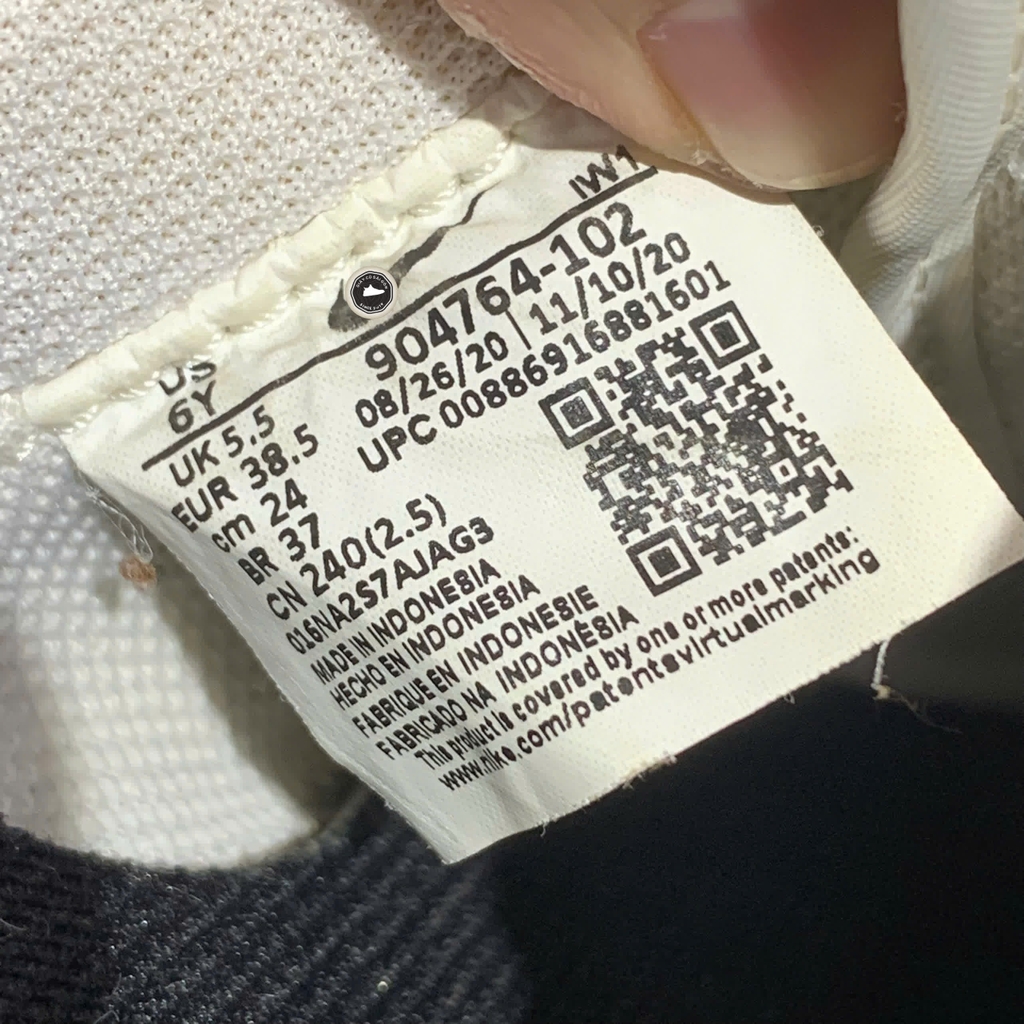 IW1
US
6Y
904764-102
UK 5.5
08/26/20 | 11/10/20
EUR 38.5
UPC 00886916881601
cm 24
BR 37
CN 240(2.5)
016NA2S7AJAG3
MADE IN INDONESIA
HECHO EN INDONESIA
FABRIQUE EN INDONESIE
FABRICADO NA INDONÉSIA
This product is covered by one or more patents:
www.nike.com/patentsvirtualmarking